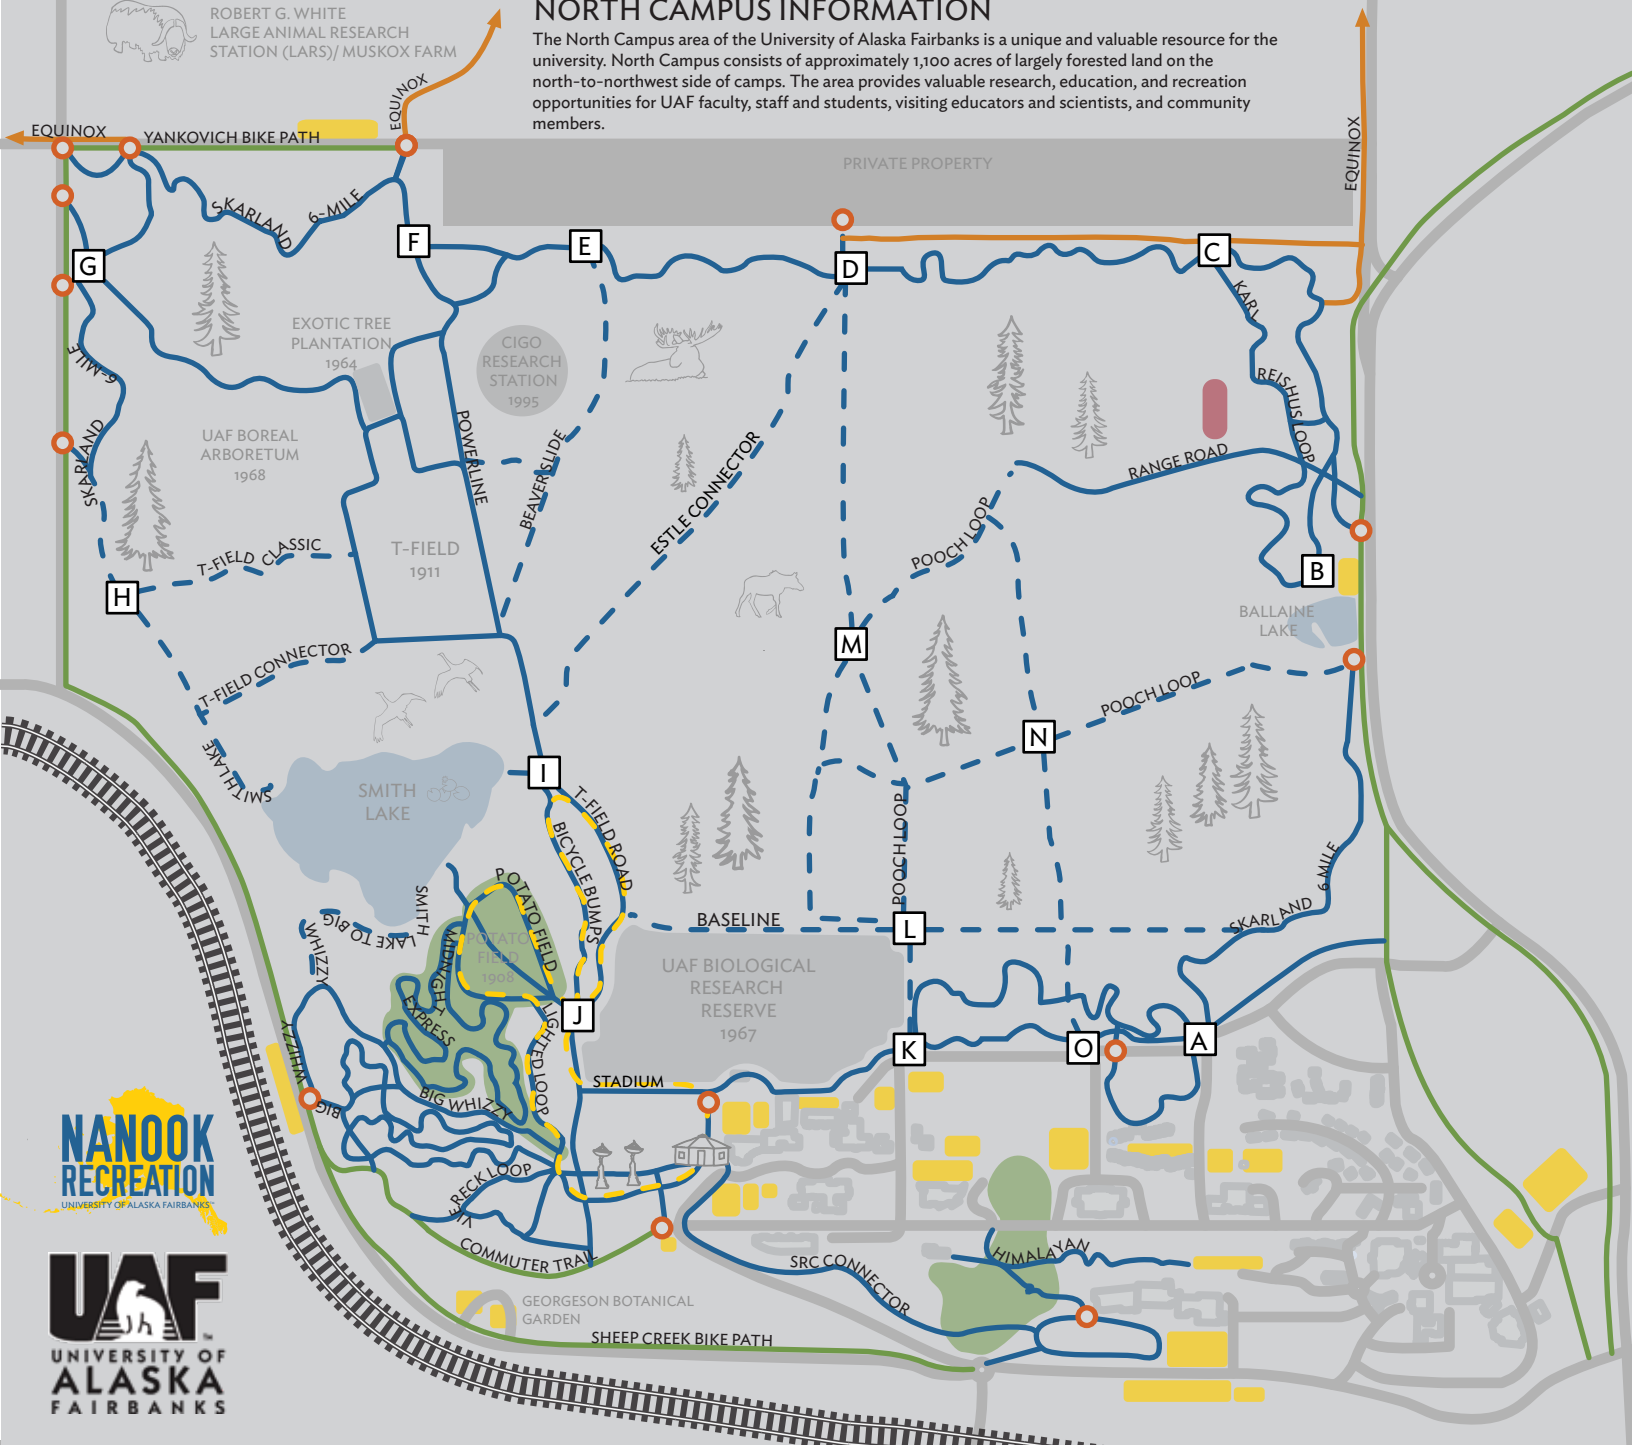 ROBERT G. WHITE
LARGE ANIMAL RESEARCH
STATION (LARS)/ MUSKOX FARM
NORTH CAMPUS INFORMATION
The North Campus area of the University of Alaska Fairbanks is a unique and valuable resource for the
university. North Campus consists of approximately 1,100 acres of largely forested land on the
north-to-northwest side of camps. The area provides valuable research, education, and recreation
opportunities for UAF faculty, staff and students, visiting educators and scientists, and community
members.
EQUINOX
EQUINOX
YANKOVICH BIKE PATH
EQUINOX
PRIVATE PROPERTY
SKARLAND
6-MILE
F
E
D
C
G
EXOTIC TREE
PLANTATION
1964
CIGO
RESEARCH
STATION
1995
KARL
REISHUS LOOP
6-MILE
SKARLAND
UAF BOREAL
ARBORETUM
1968
POWERLINE
BEAVER SLIDE
ESTLE CONNECTOR
RANGE ROAD
POOCH LOOP
T-FIELD CLASSIC
T-FIELD
1911
H
B
BALLAINE
LAKE
M
T-FIELD CONNECTOR
POOCH LOOP
N
SMITH LAKE
SMITH
LAKE
I
T-FIELD ROAD
BICYCLE BUMPS
POOCH LOOP
6 MILE
SKARLAND
BASELINE
L
SMITH
LAKE TO BIG
WHIZZY
POTATO FIELD
POTATO
FIELD
1908
MIDNIGHT
EXPRESS
LIGHTED LOOP
J
UAF BIOLOGICAL
RESEARCH
RESERVE
1967
K
O
A
STADIUM
BIG WHIZZY
WHIZZY
BIG
VIERECK LOOP
COMMUTER TRAIL
SRC CONNECTOR
HIMALAYAN
GEORGESON BOTANICAL
GARDEN
SHEEP CREEK BIKE PATH
NANOOK
RECREATION
UNIVERSITY OF ALASKA FAIRBANKS
UAF
UNIVERSITY OF
ALASKA
FAIRBANKS